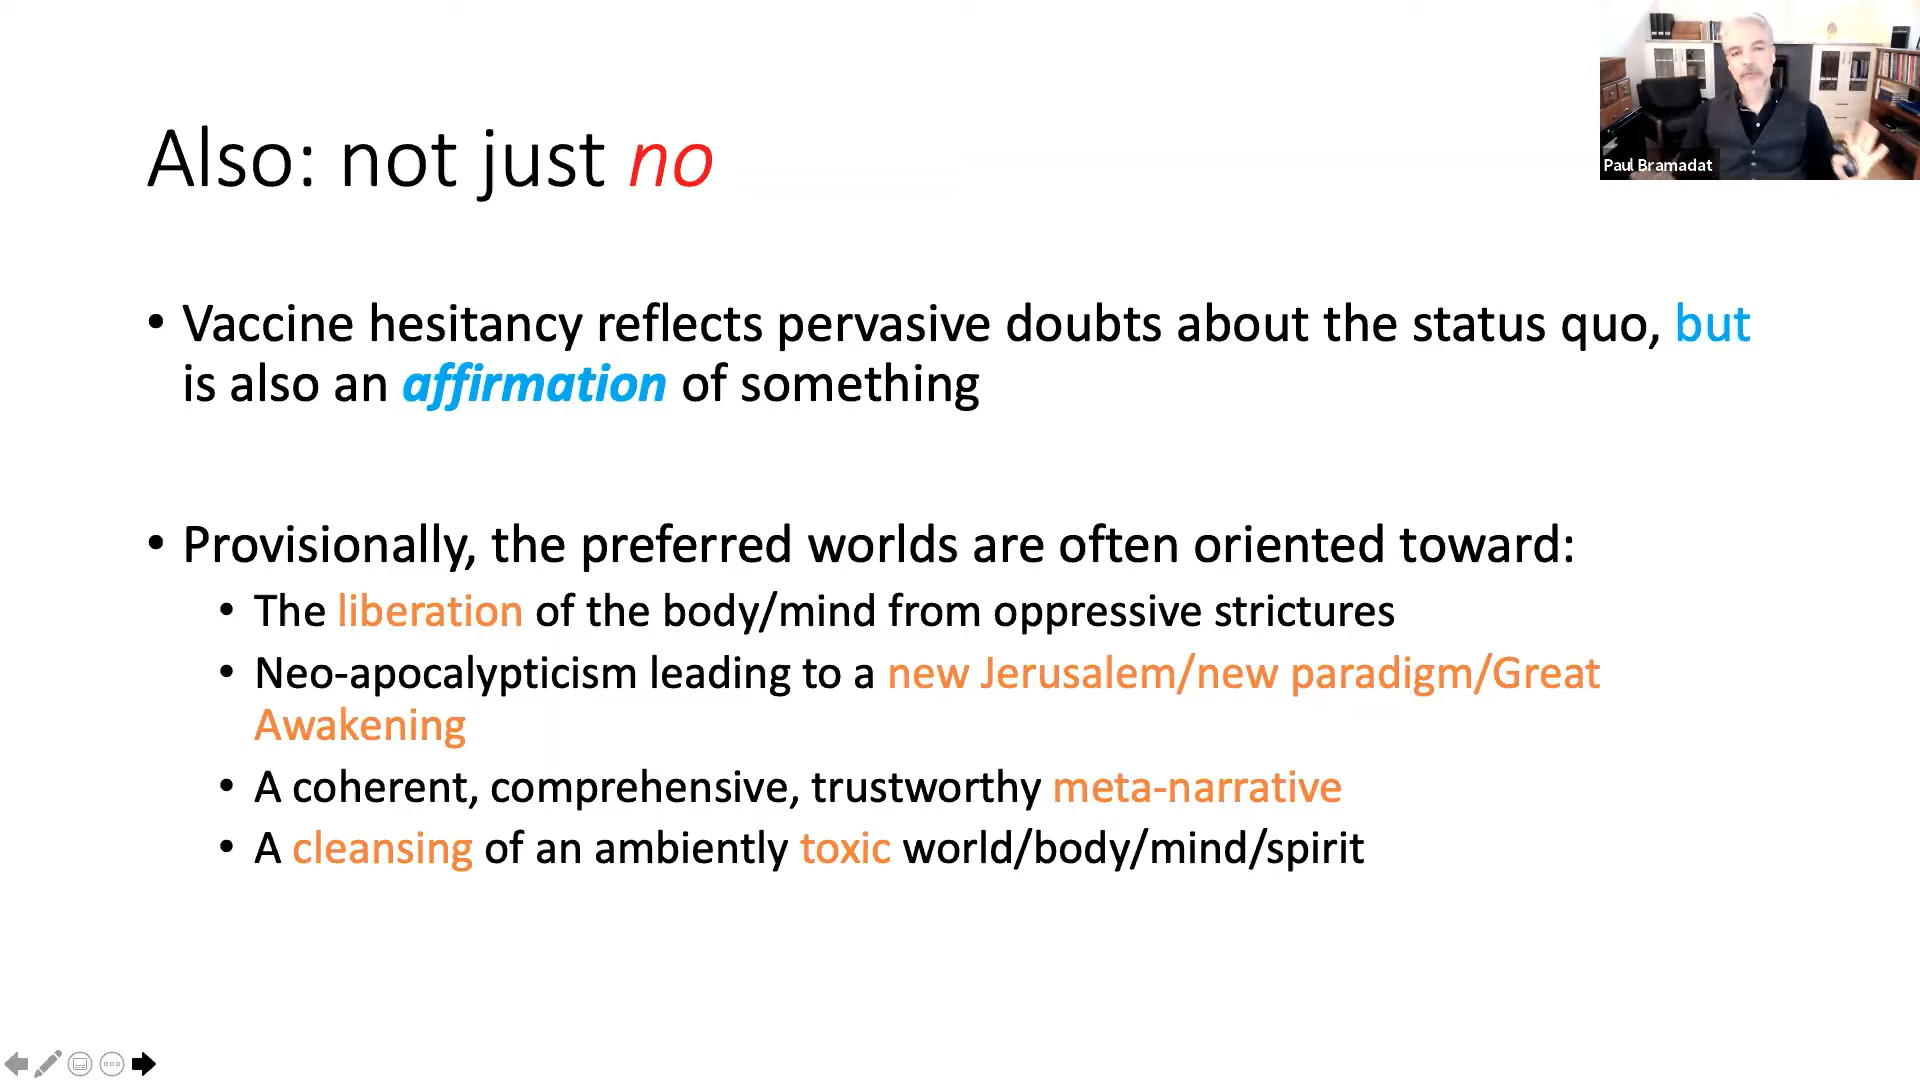 Also: not just no
Paul Bramadat
• Vaccine hesitancy reflects pervasive doubts about the status quo, but
is also an affirmation of something
• Provisionally, the preferred worlds are often oriented toward:
• The liberation of the body/mind from oppressive strictures
• Neo-apocalypticism leading to a new Jerusalem/new paradigm/Great
Awakening
• A coherent, comprehensive, trustworthy meta-narrative
• A cleansing of an ambiently toxic world/body/mind/spirit